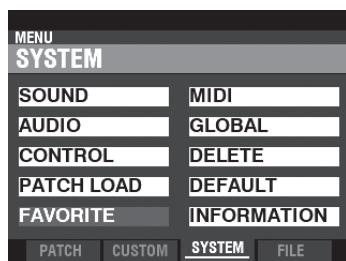 MENU
SYSTEM
SOUND MIDI
AUDIO GLOBAL
CONTROL DELETE
PATCH LOAD DEFAULT
FAVORITE INFORMATION
PATCH CUSTOM SYSTEM FILE